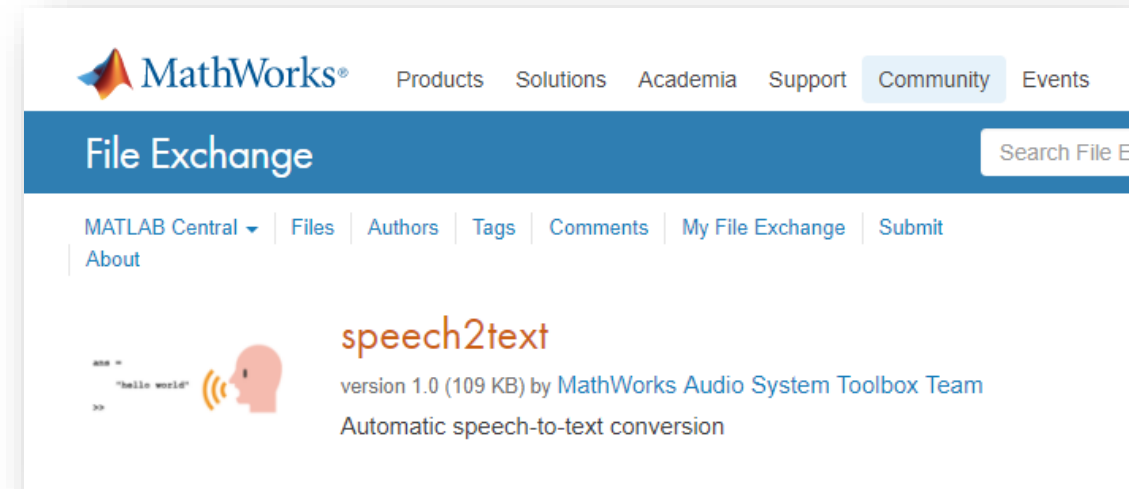 MathWorks®
Products Solutions Academia Support Community Events
File Exchange
Search File E
MATLAB Central Files Authors Tags Comments My File Exchange Submit
About
speech2text
ans =
"hello world"
>>
version 1.0 (109 KB) by MathWorks Audio System Toolbox Team
Automatic speech-to-text conversion